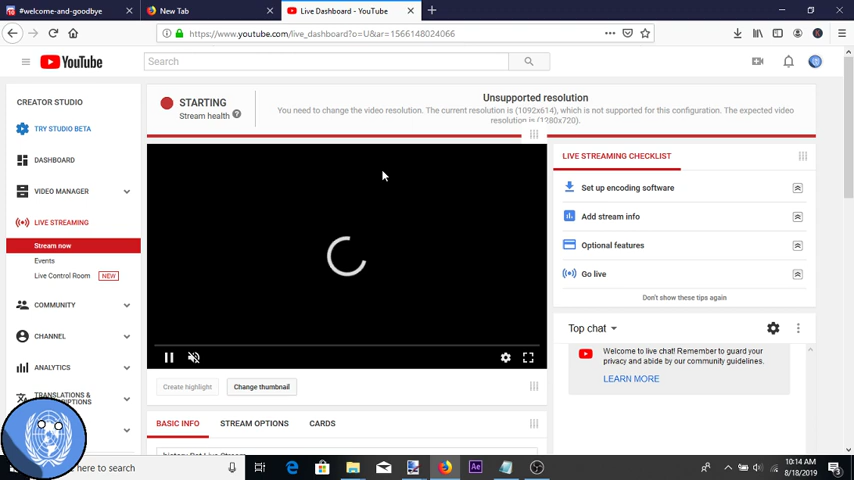 #welcome-and-goodbye
New Tab
Live Dashboard - YouTube
https://www.youtube.com/live_dashboard?o=U&ar=1566148024066
YouTube
Search
CREATOR STUDIO
TRY STUDIO BETA
DASHBOARD
VIDEO MANAGER
LIVE STREAMING
Stream now
Events
Live Control Room NEW
COMMUNITY
CHANNEL
ANALYTICS
TRANSLATIONS &
STARTING
Stream health ?
Unsupported resolution
You need to change the video resolution. The current resolution is (1092x614), which is not supported for this configuration. The expected video
resolution is (1280x720).
LIVE STREAMING CHECKLIST
Set up encoding software
Add stream info
Optional features
Go live
Don't show these tips again
Top chat
Welcome to live chat! Remember to guard your
privacy and abide by our community guidelines.
LEARN MORE
Create highlight
Change thumbnail
BASIC INFO
STREAM OPTIONS
CARDS
here to search
Ae
10:14 AM
8/18/2019
3